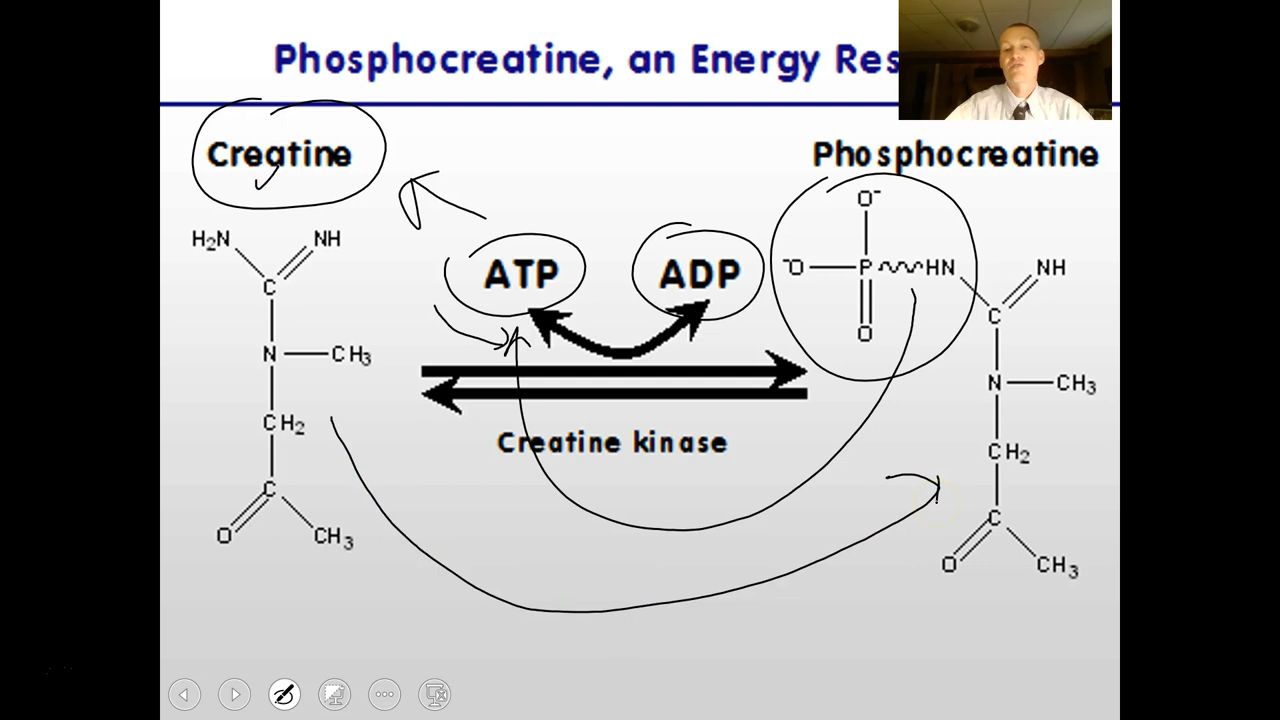 Phosphocreatine, an Energy Res
Creatine
Phosphocreatine
O⁻
H₂N
NH
ATP
ADP
⁻O
P
HN
NH
C
C
O
N
CH₃
N
CH₃
CH₂
Creatine kinase
CH₂
C
C
O
CH₃
O
CH₃